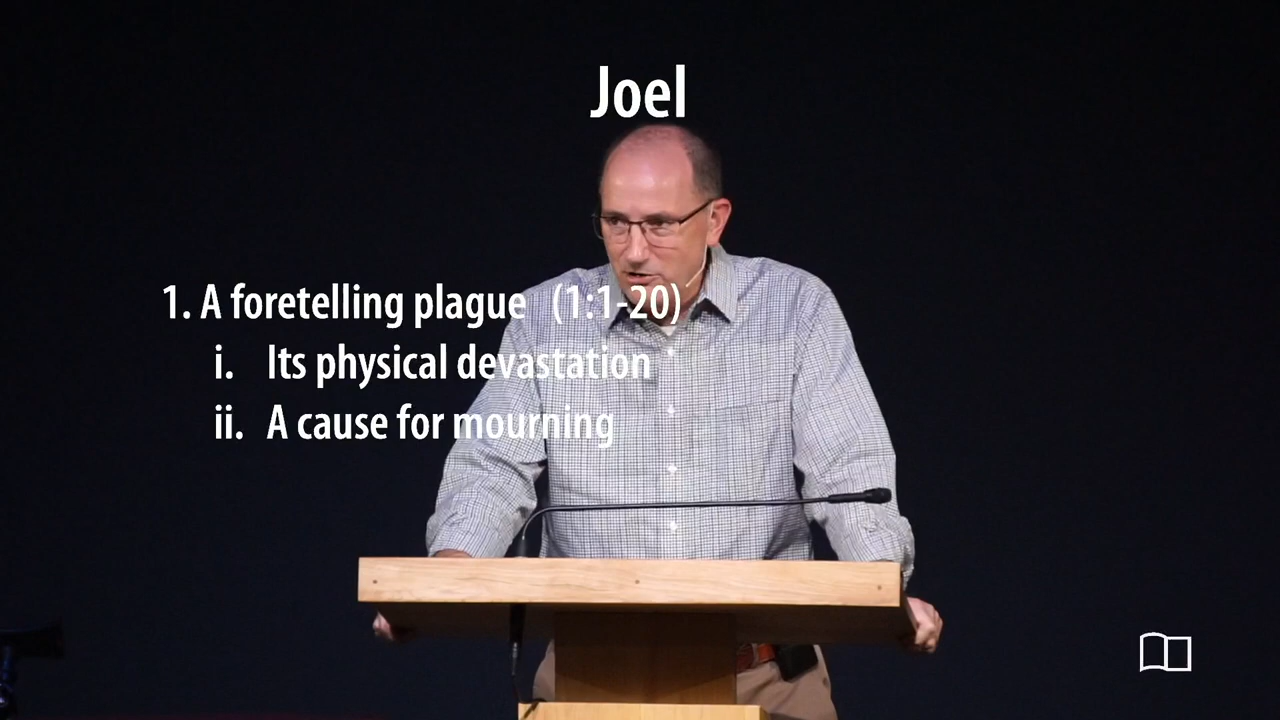 Joel
1. A foretelling plague (1:1-20)
i. Its physical devastation
ii. A cause for mourning